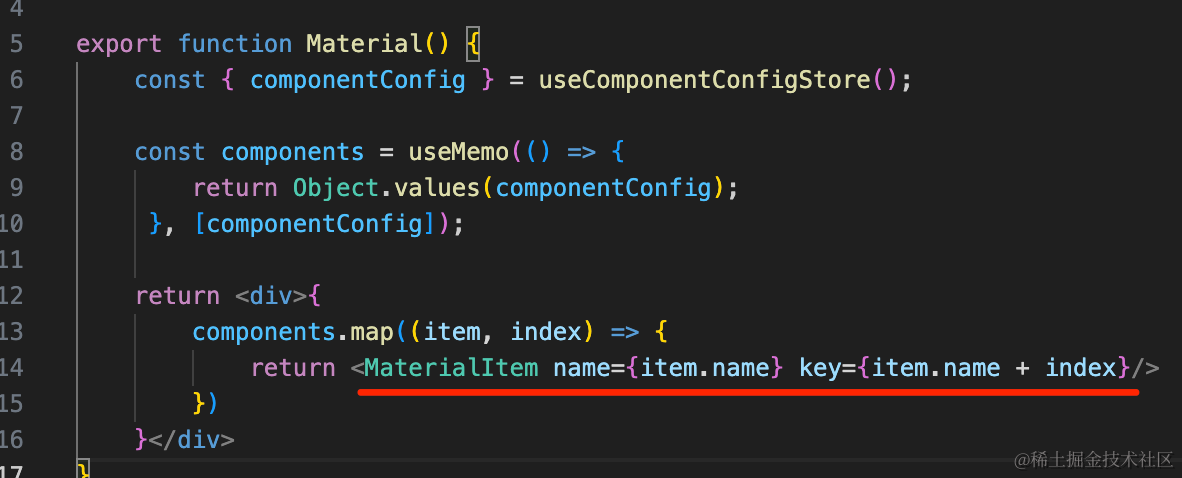 4
5 export function Material() {
6     const { componentConfig } = useComponentConfigStore();
7
8     const components = useMemo(() => {
9         return Object.values(componentConfig);
10      }, [componentConfig]);
11
12     return <div>{
13         components.map((item, index) => {
14             return <MaterialItem name={item.name} key={item.name + index}/>
15         })
16     }</div>
17 }
@稀土掘金技术社区